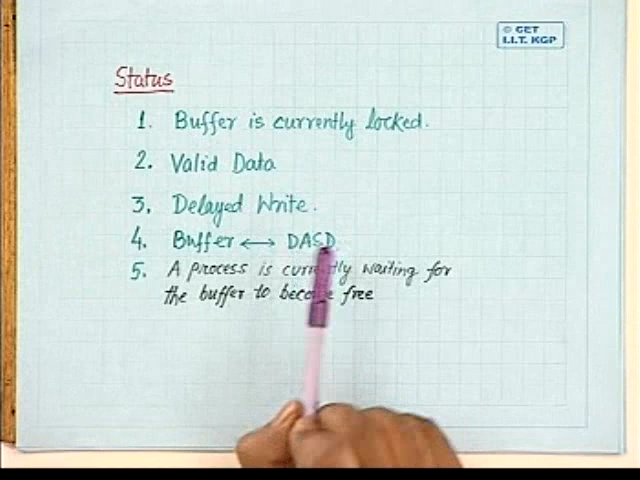 © CET
I.I.T. KGP
Status
1. Buffer is currently locked.
2. Valid Data
3. Delayed Write.
4. Buffer ⟷ DASD
5. A process is currently waiting for
the buffer to become free